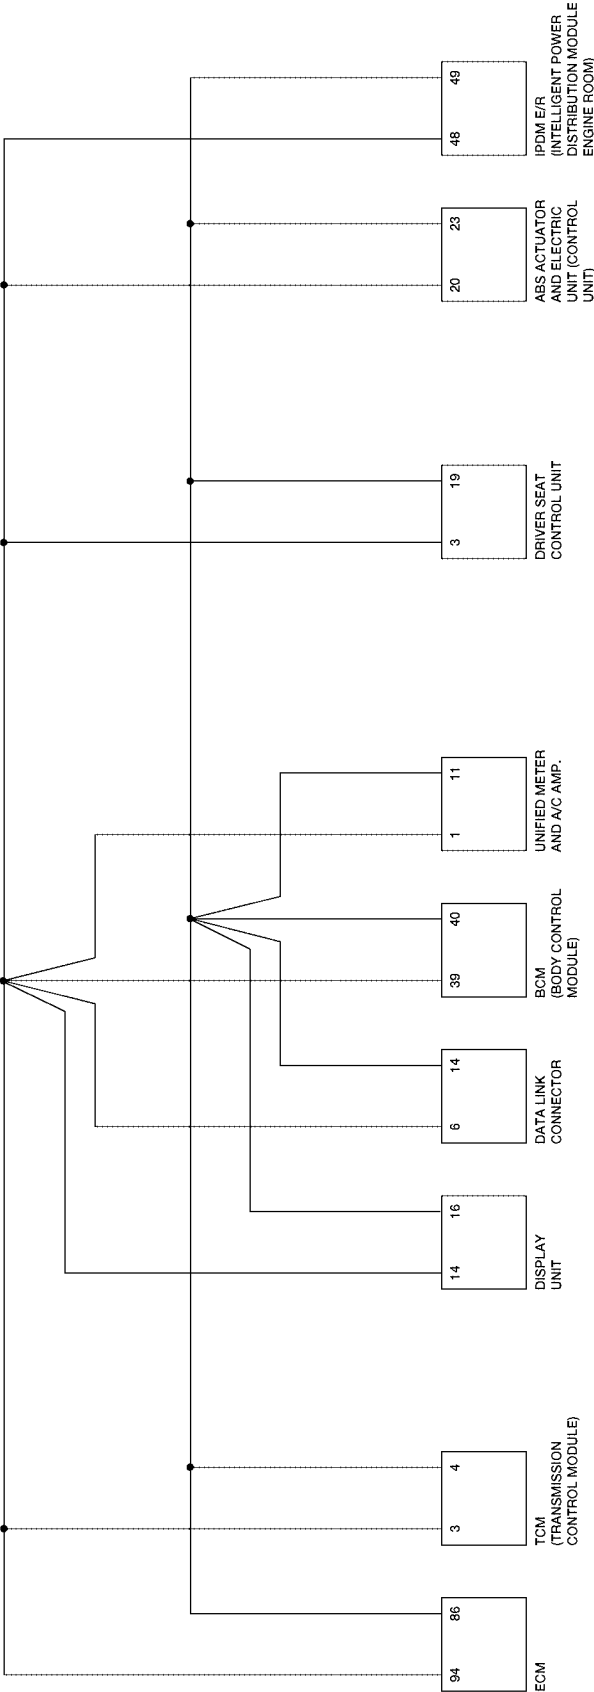 94
86
ECM
3
4
TCM
(TRANSMISSION
CONTROL MODULE)
14
16
DISPLAY
UNIT
6
14
DATA LINK
CONNECTOR
39
40
BCM
(BODY CONTROL
MODULE)
1
11
UNIFIED METER
AND A/C AMP.
3
19
DRIVER SEAT
CONTROL UNIT
20
23
ABS ACTUATOR
AND ELECTRIC
UNIT (CONTROL
UNIT)
48
49
IPDM E/R
(INTELLIGENT POWER
DISTRIBUTION MODULE
ENGINE ROOM)